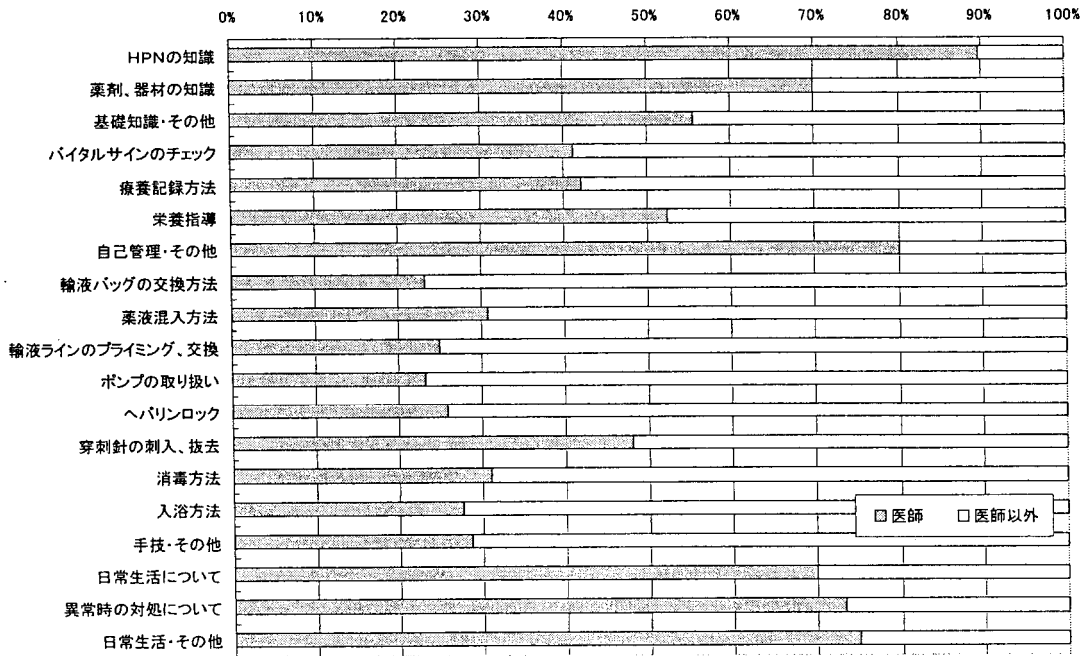 0% 10% 20% 30% 40% 50% 60% 70% 80% 90% 100%
HPNの知識
薬剤、器材の知識
基礎知識・その他
バイタルサインのチェック
療養記録方法
栄養指導
自己管理・その他
輸液バッグの交換方法
薬液混入方法
輸液ラインのプライミング、交換
ポンプの取り扱い
ヘパリンロック
穿刺針の刺入、抜去
消毒方法
入浴方法
医師 医師以外
手技・その他
日常生活について
異常時の対処について
日常生活・その他